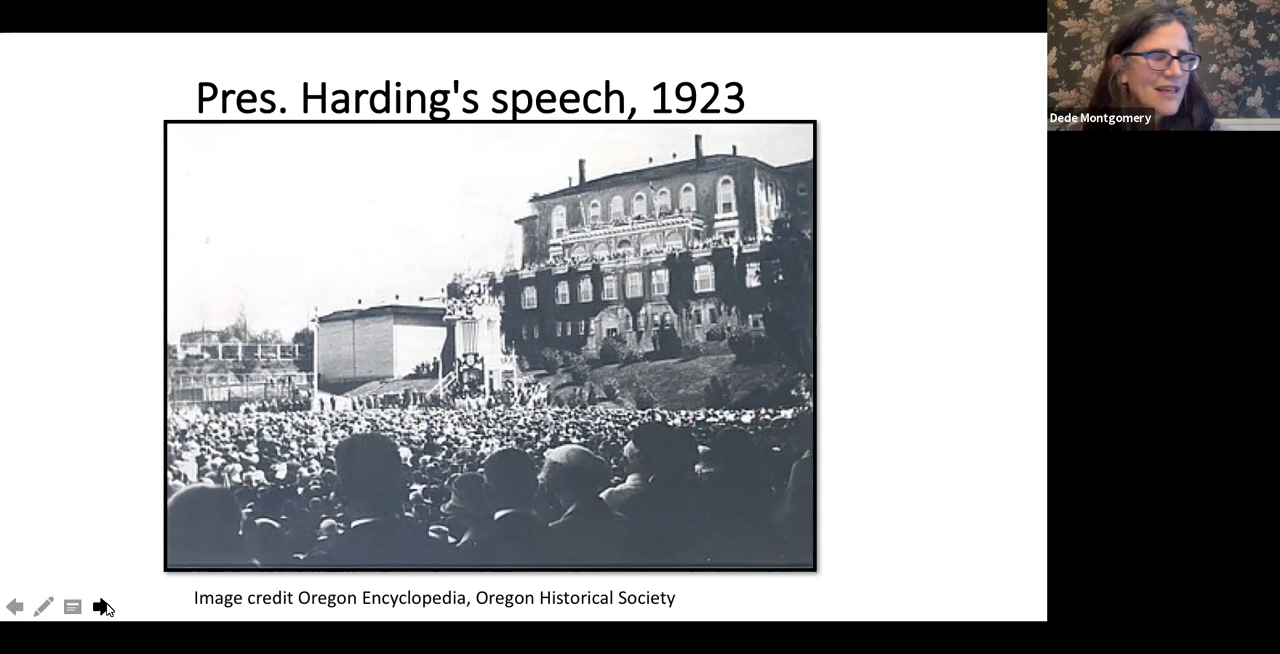 Pres. Harding's speech, 1923
Dede Montgomery
Image credit Oregon Encyclopedia, Oregon Historical Society